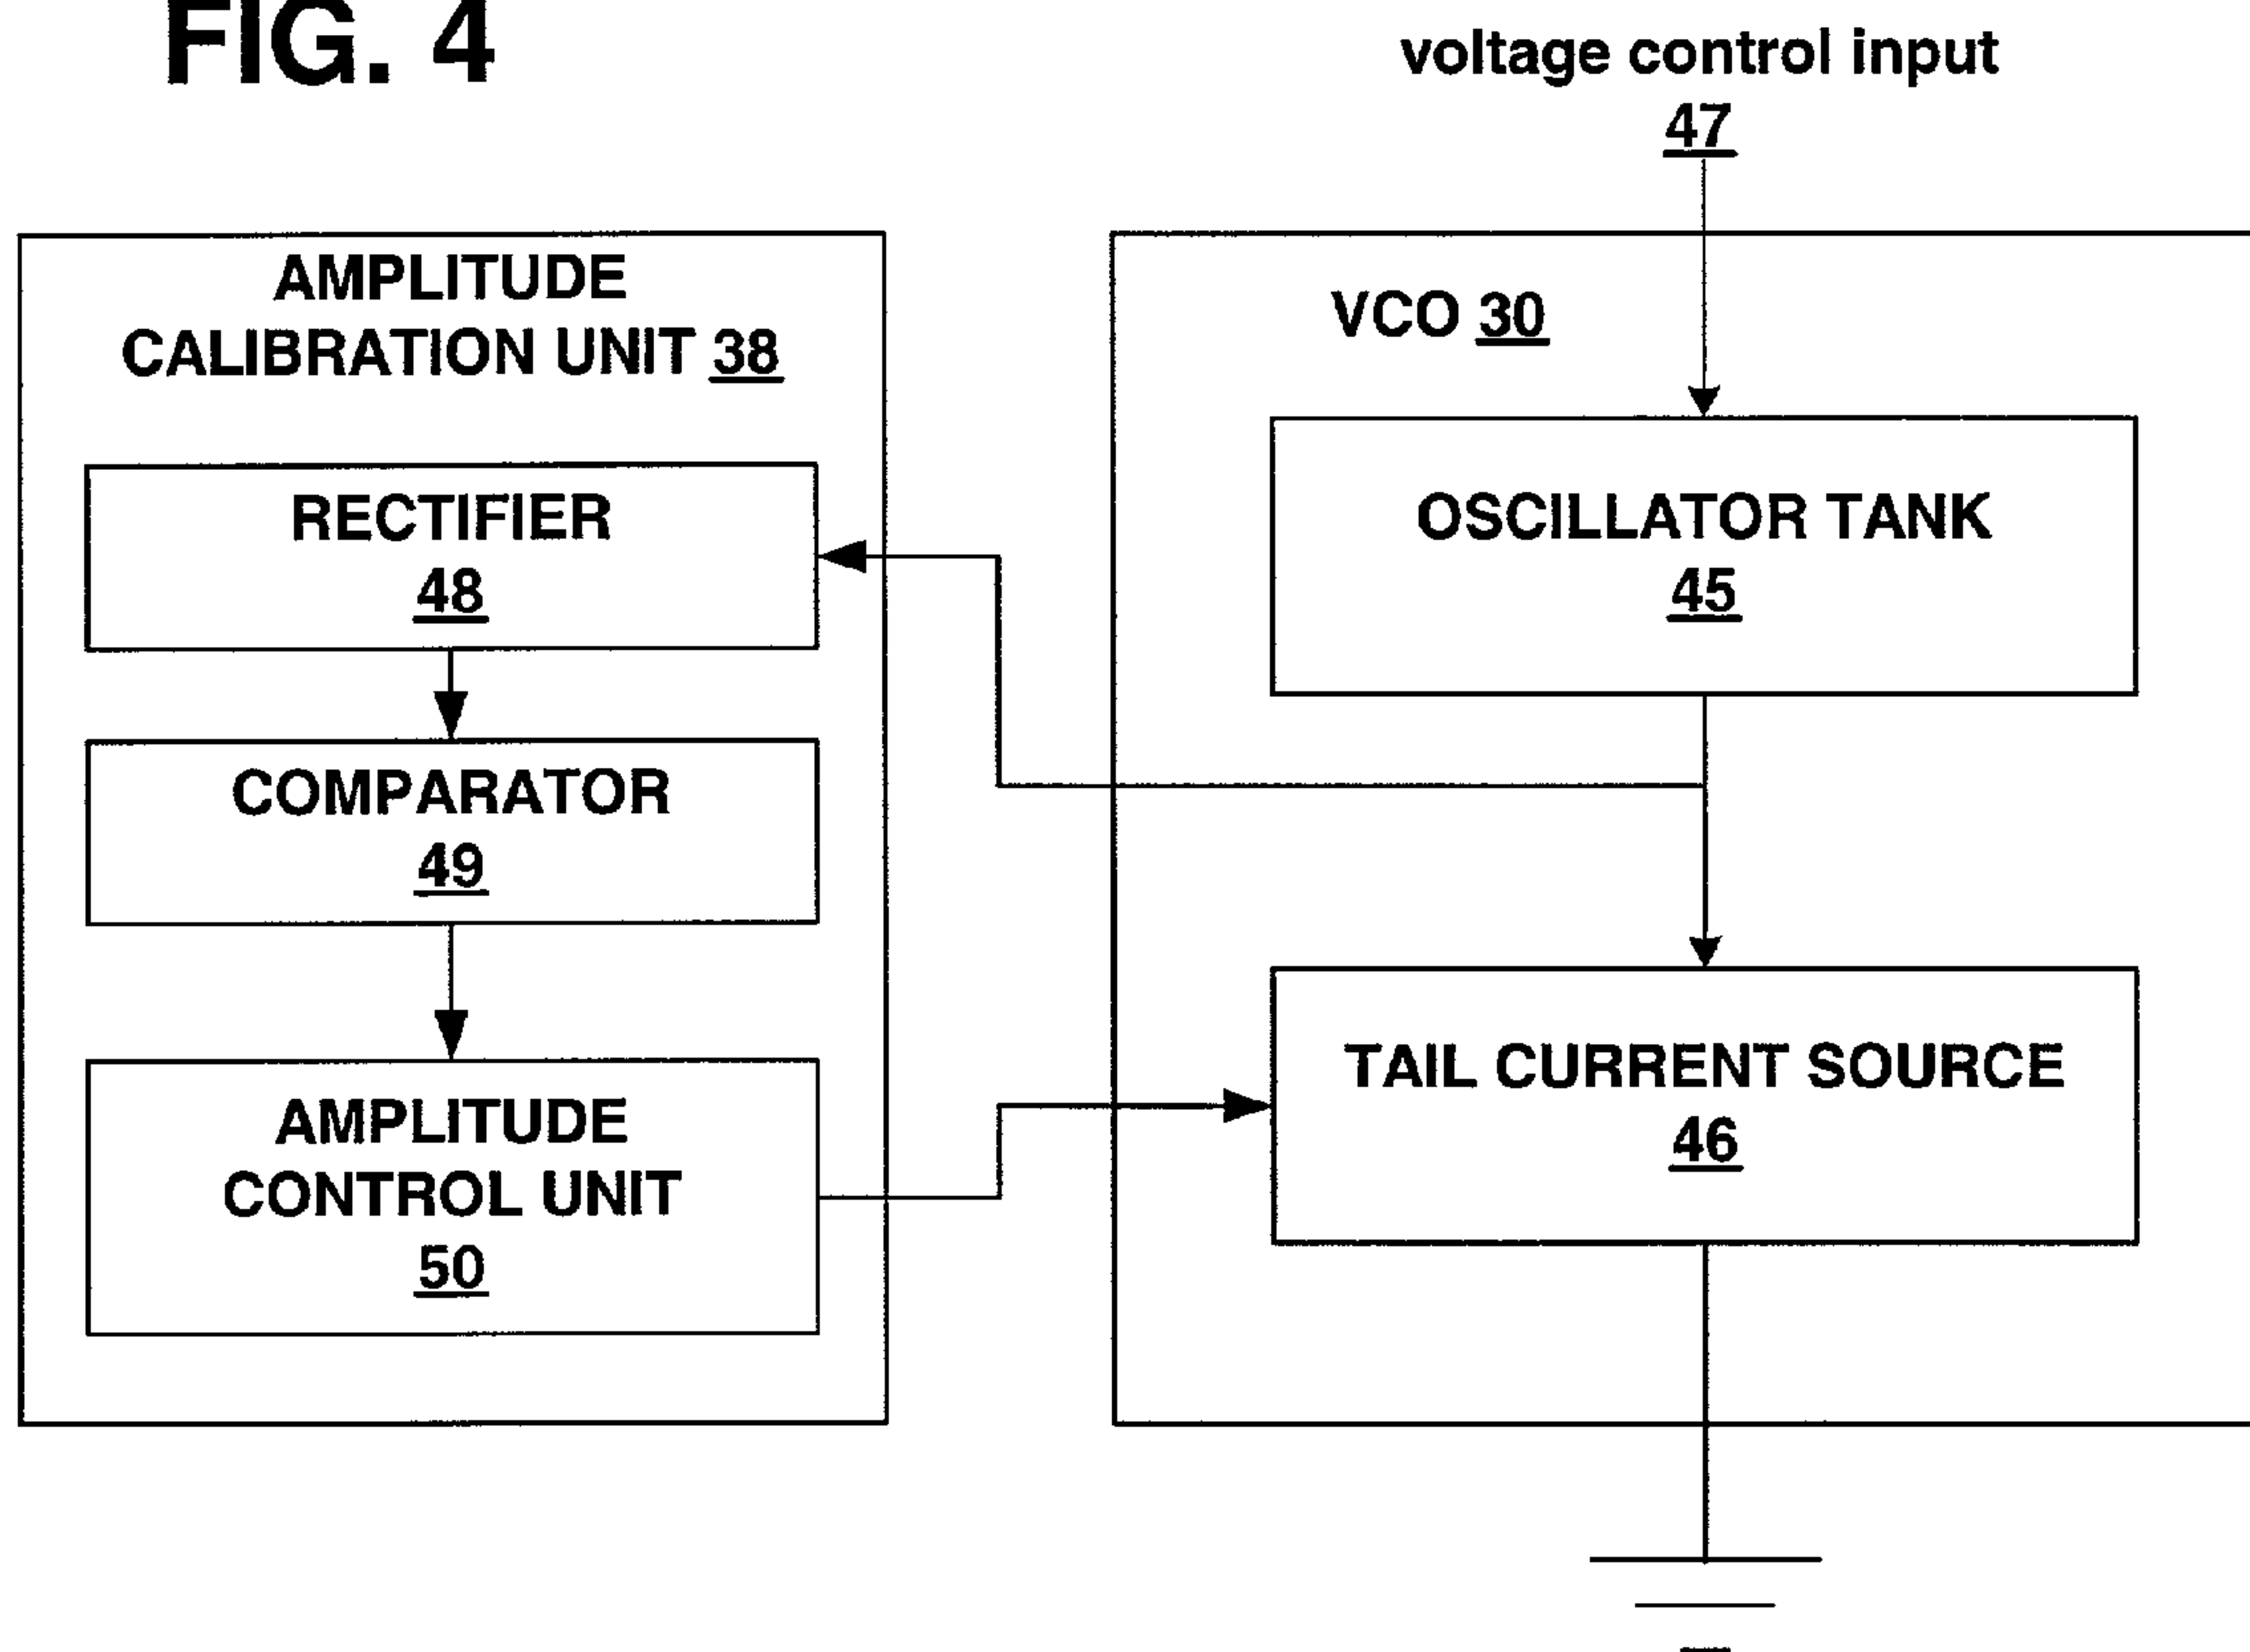 FIG. 4
voltage control input
47
AMPLITUDE
CALIBRATION UNIT 38
RECTIFIER
48
COMPARATOR
49
AMPLITUDE
CONTROL UNIT
50
VCO 30
OSCILLATOR TANK
45
TAIL CURRENT SOURCE
46